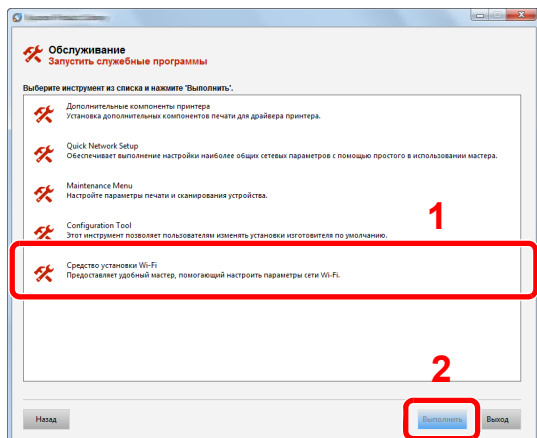 Обслуживание
Запустить служебные программы
Выберите инструмент из списка и нажмите 'Выполнить'.
Дополнительные компоненты принтера
Установка дополнительных компонентов печати для драйвера принтера.
Quick Network Setup
Обеспечивает выполнение настройки наиболее общих сетевых параметров с помощью простого в использовании мастера.
Maintenance Menu
Настройте параметры печати и сканирования устройства.
1
Configuration Tool
Этот инструмент позволяет пользователям изменять установки изготовителя по умолчанию.
Средство установки Wi-Fi
Предоставляет удобный мастер, помогающий настроить параметры сети Wi-Fi.
2
Назад
Выполнить
Выход